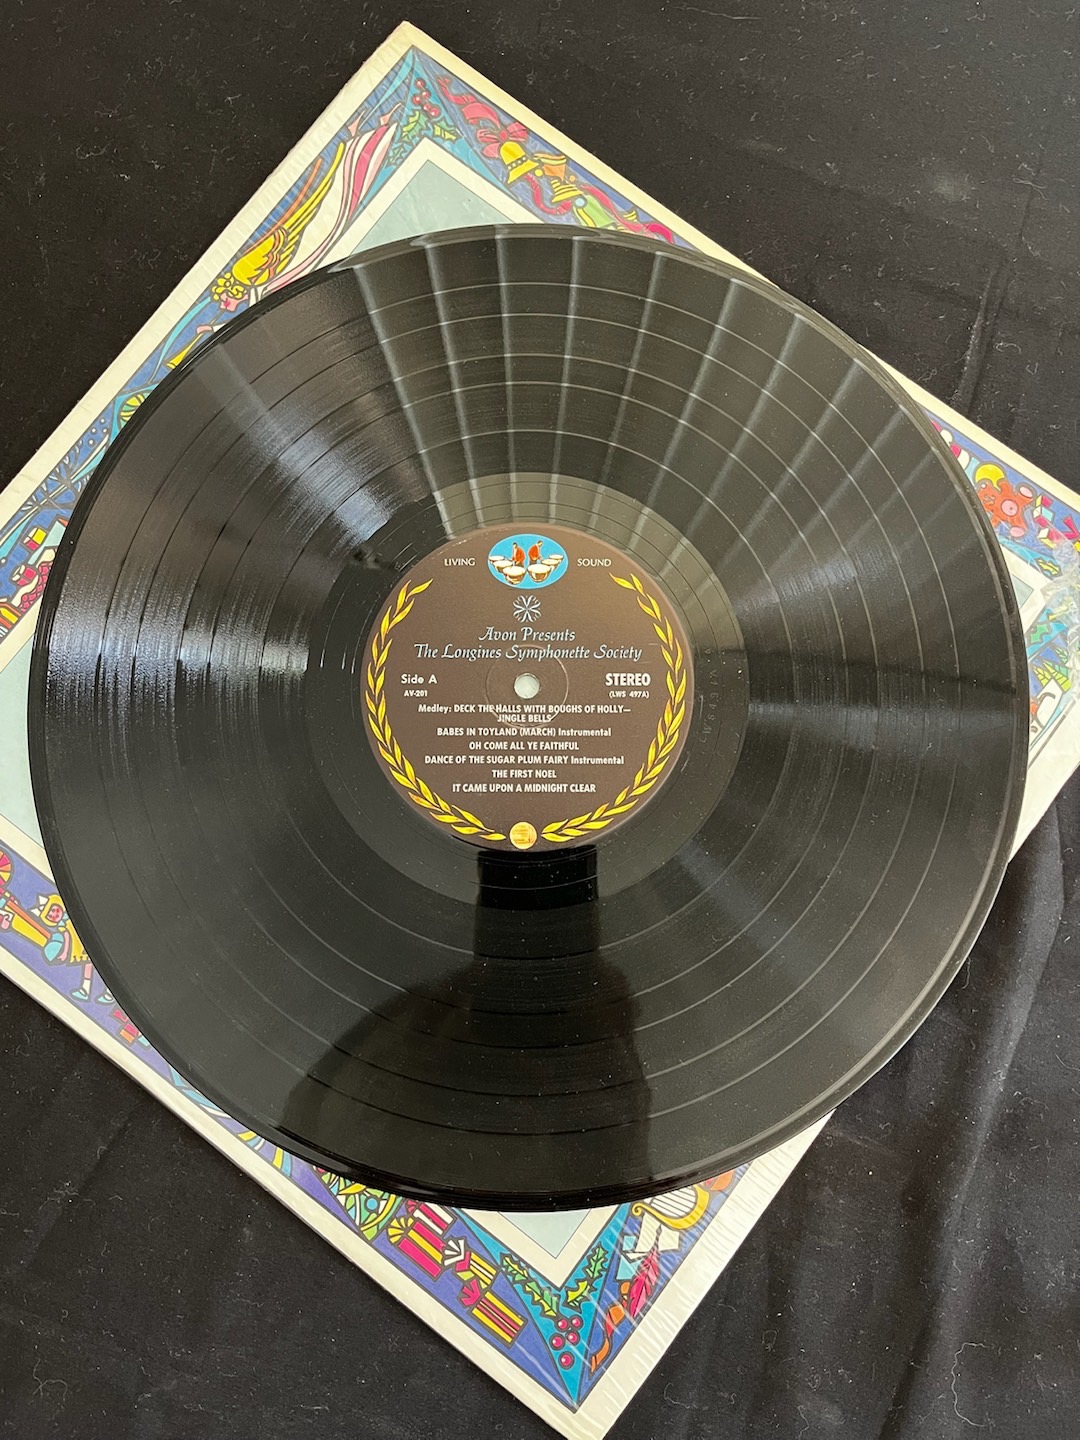 LIVING SOUND
Avon Presents
The Longines Symphonette Society
Side A STEREO
AV-201 (LWS 497A)
Medley: DECK THE HALLS WITH BOUGHS OF HOLLY—
JINGLE BELLS
BABES IN TOYLAND (MARCH) Instrumental
OH COME ALL YE FAITHFUL
DANCE OF THE SUGAR PLUM FAIRY Instrumental
THE FIRST NOEL
IT CAME UPON A MIDNIGHT CLEAR